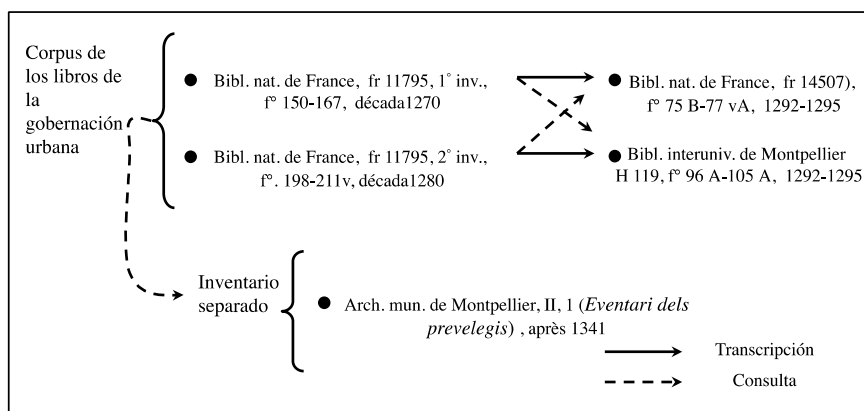 Corpus de
los libros de
la
gobernación
urbana
● Bibl. nat. de France, fr 11795, 1° inv.,
f° 150-167, década1270
● Bibl. nat. de France, fr 11795, 2° inv.,
f°. 198-211v, década1280
● Bibl. nat. de France, fr 14507),
f° 75 B-77 vA, 1292-1295
● Bibl. interuniv. de Montpellier
H 119, f° 96 A-105 A, 1292-1295
Inventario
separado
● Arch. mun. de Montpellier, II, 1 (Eventari dels
prevelegis) , après 1341
Transcripción
Consulta